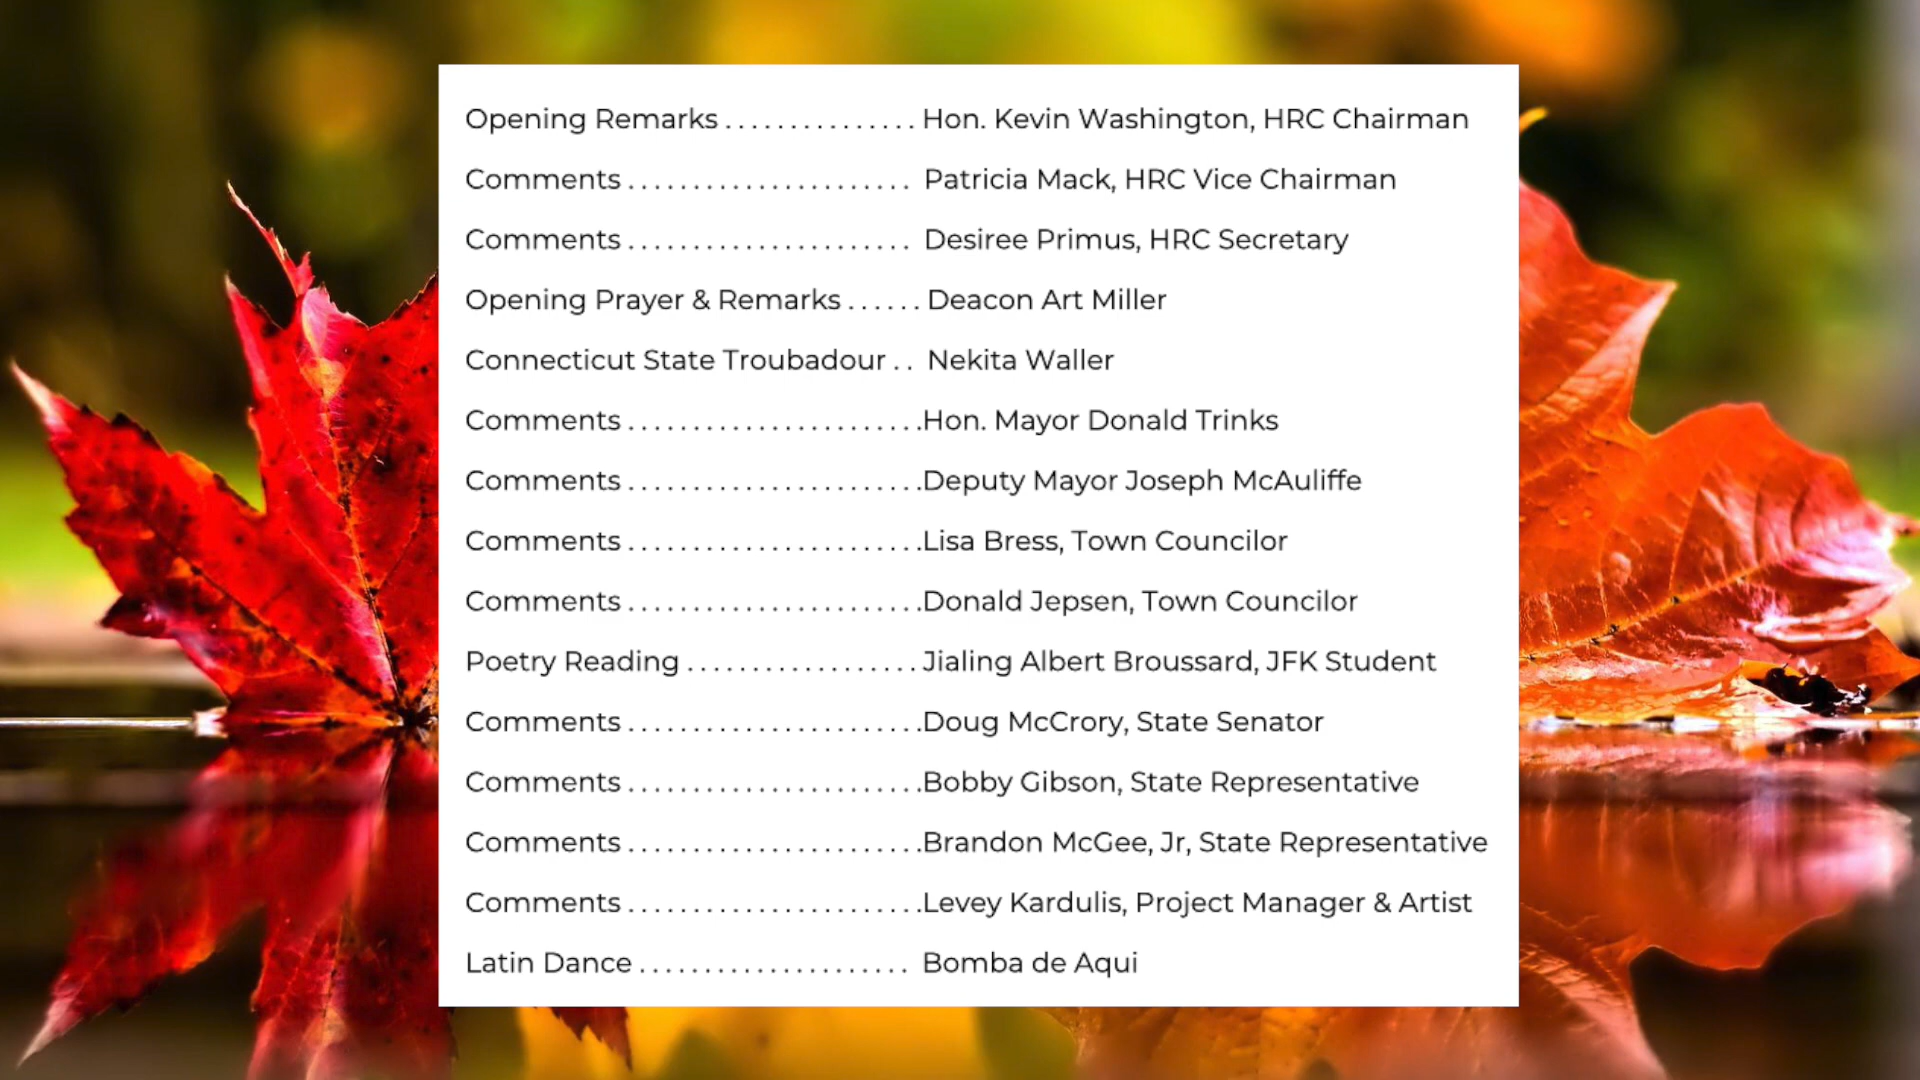 Opening Remarks . . . . . . . . . . . . . . . Hon. Kevin Washington, HRC Chairman
Comments . . . . . . . . . . . . . . . . . . . . . . Patricia Mack, HRC Vice Chairman
Comments . . . . . . . . . . . . . . . . . . . . . . Desiree Primus, HRC Secretary
Opening Prayer & Remarks . . . . . . Deacon Art Miller
Connecticut State Troubadour . . Nekita Waller
Comments . . . . . . . . . . . . . . . . . . . . . . .Hon. Mayor Donald Trinks
Comments . . . . . . . . . . . . . . . . . . . . . . .Deputy Mayor Joseph McAuliffe
Comments . . . . . . . . . . . . . . . . . . . . . . .Lisa Bress, Town Councilor
Comments . . . . . . . . . . . . . . . . . . . . . . .Donald Jepsen, Town Councilor
Poetry Reading . . . . . . . . . . . . . . . . . . Jialing Albert Broussard, JFK Student
Comments . . . . . . . . . . . . . . . . . . . . . . .Doug McCrory, State Senator
Comments . . . . . . . . . . . . . . . . . . . . . . .Bobby Gibson, State Representative
Comments . . . . . . . . . . . . . . . . . . . . . . .Brandon McGee, Jr, State Representative
Comments . . . . . . . . . . . . . . . . . . . . . . .Levey Kardulis, Project Manager & Artist
Latin Dance . . . . . . . . . . . . . . . . . . . . . Bomba de Aqui